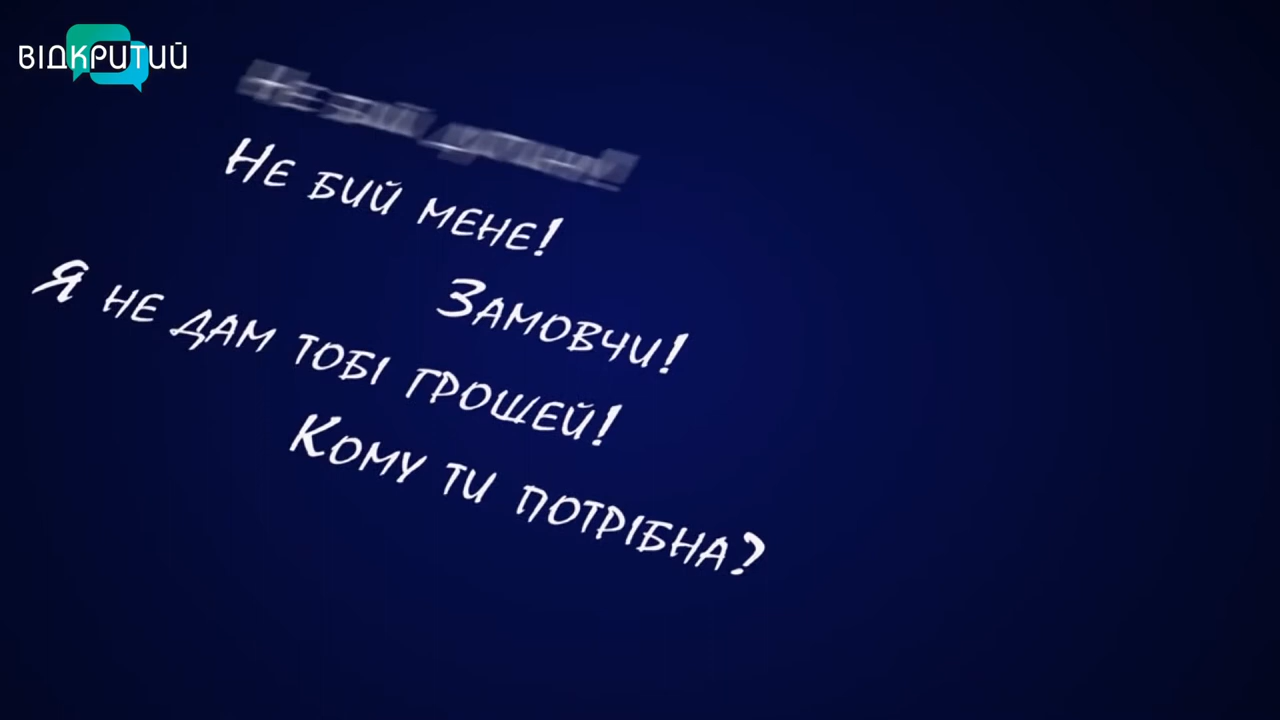 ВІДКРИТИЙ
Не бий мене!
Замовчи!
Я не дам тобі грошей!
Кому ти потрібна?